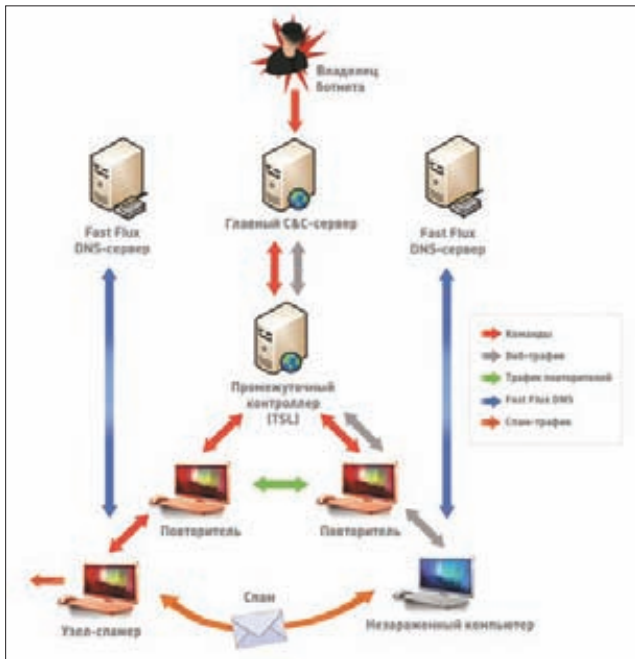 Владелец
ботнета
Fast Flux
DNS-сервер
Главный C&C-сервер
Fast Flux
DNS-сервер
Промежуточный
контроллер
(TSL)
Команды
Веб-трафик
Трафик повторителей
Fast Flux DNS
Спам-трафик
Повторитель
Повторитель
Узел-спамер
Спам
Незараженный компьютер